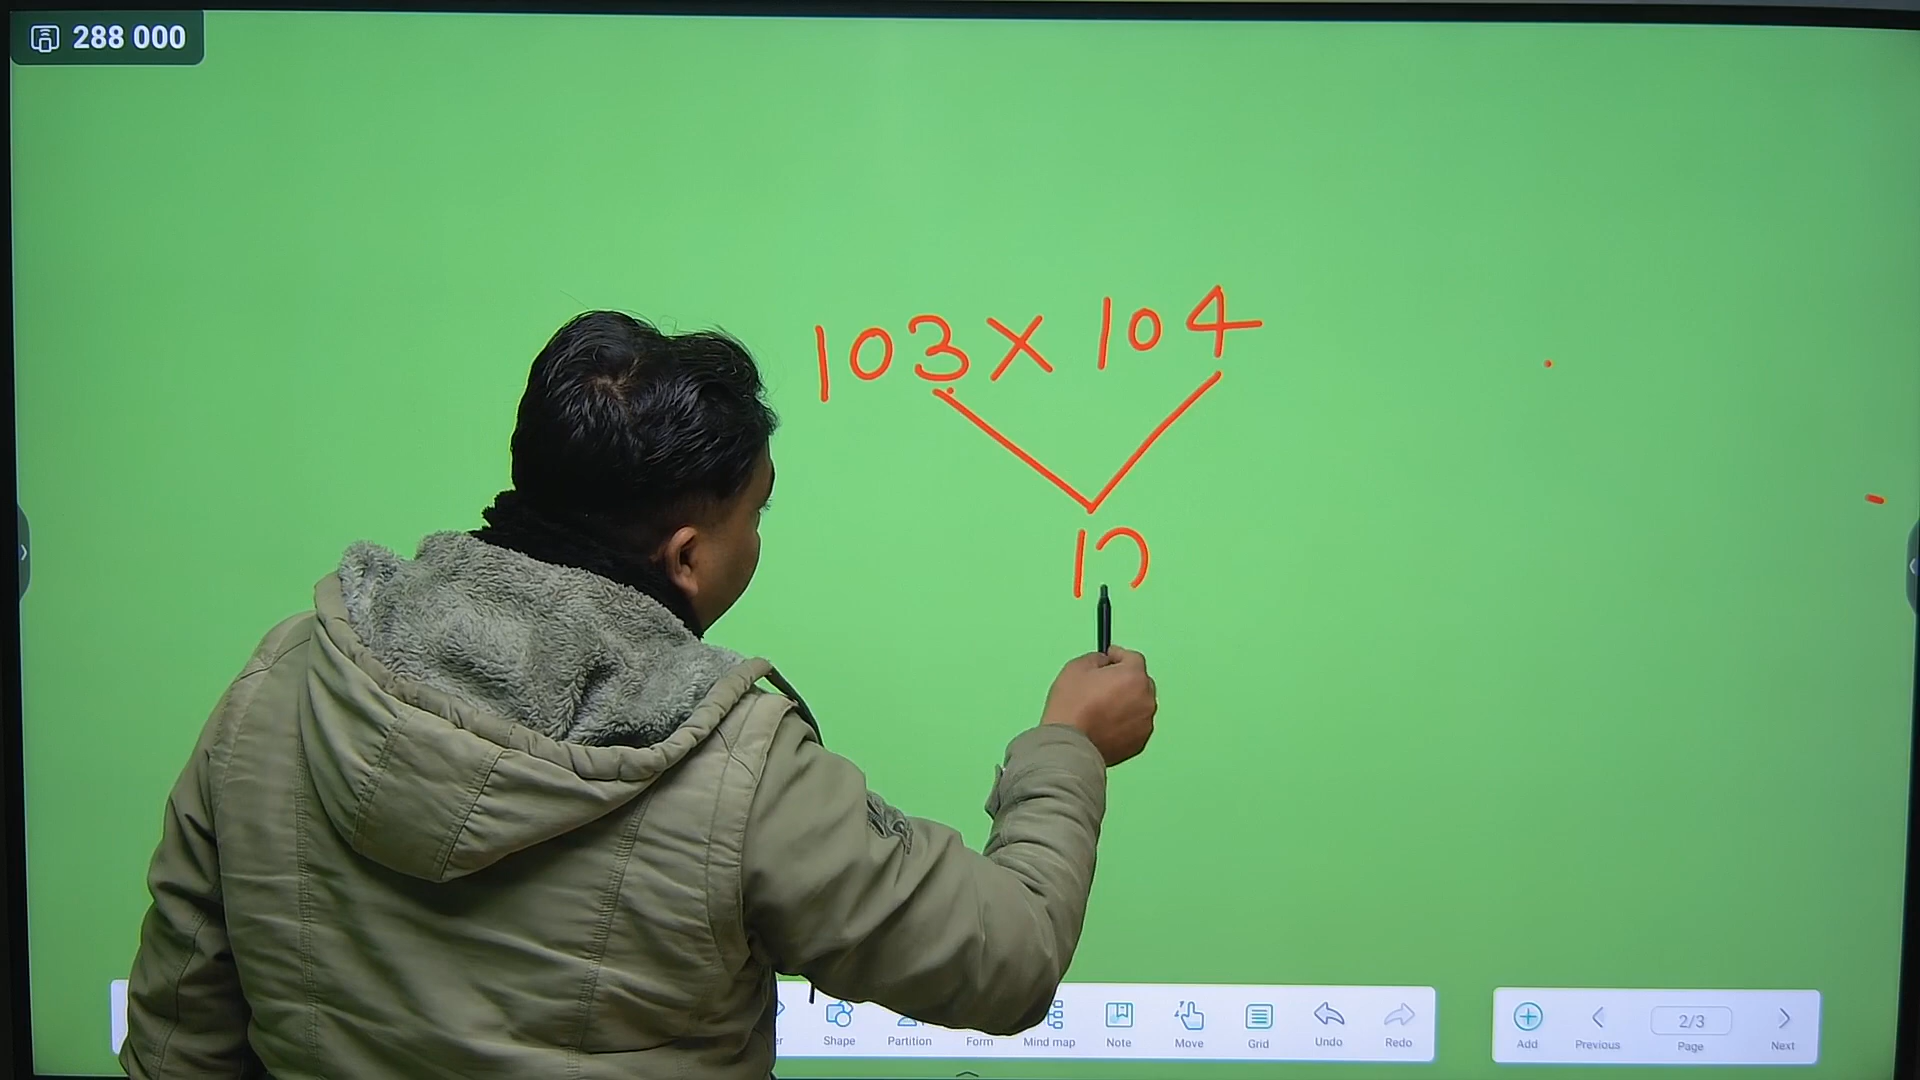 288 000
103 × 104
Shape Partition Form Mind map Note Move Grid Undo Redo
Add Previous 2/3 Page Next